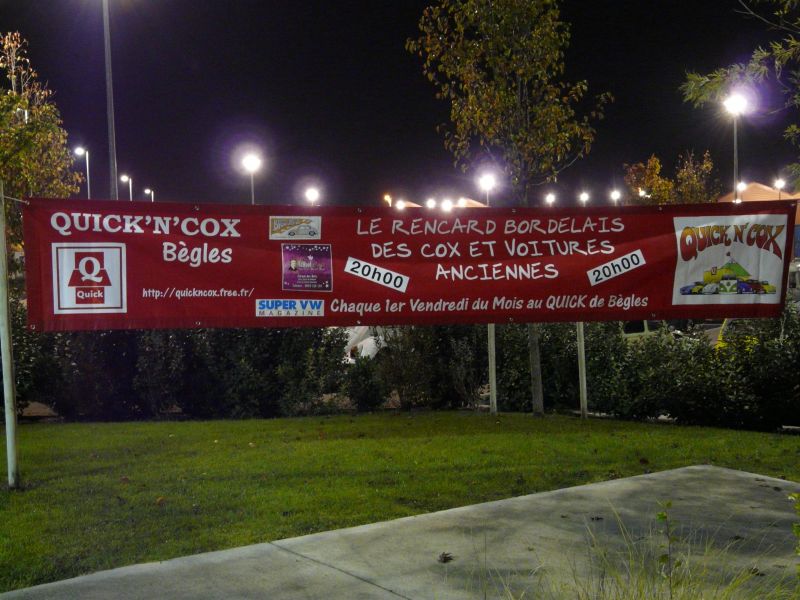 QUICK'N'COX
Bègles
Q
Quick
http://quickncox.free.fr/
SUPER VW
MAGAZINE
LE RENCARD BORDELAIS
DES COX ET VOITURES
ANCIENNES
20h00
20h00
Chaque 1er Vendredi du Mois au QUICK de Bègles
QUICK N' COX